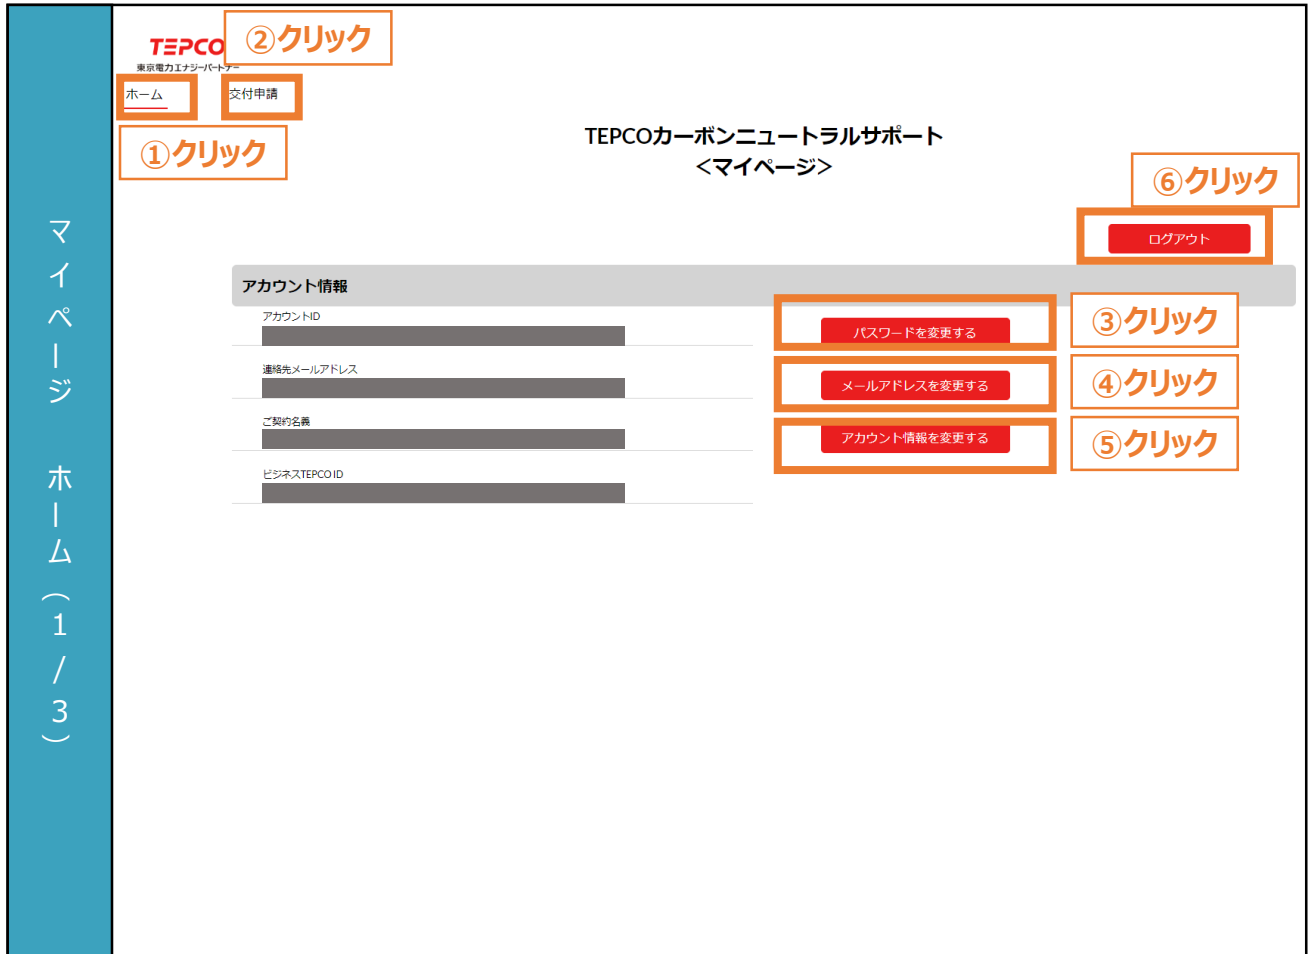 マイページ ホーム（１/３）
TEPCO
東京電力エナジーパートナー
②クリック
ホーム
交付申請
①クリック
TEPCOカーボンニュートラルサポート
＜マイページ＞
⑥クリック
ログアウト
アカウント情報
アカウントID
パスワードを変更する
③クリック
連絡先メールアドレス
メールアドレスを変更する
④クリック
ご契約名義
アカウント情報を変更する
⑤クリック
ビジネスTEPCO ID